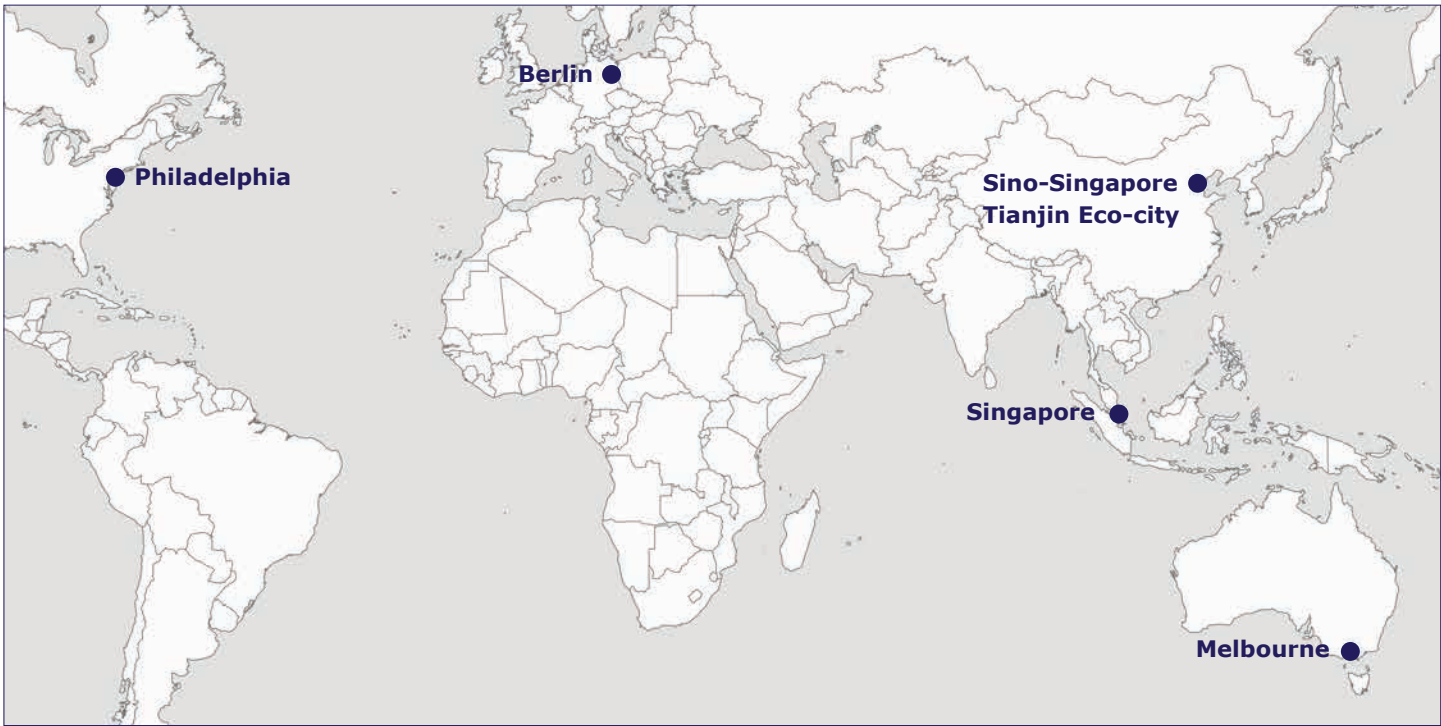 Berlin
Philadelphia
Sino-Singapore
Tianjin Eco-city
Singapore
Melbourne